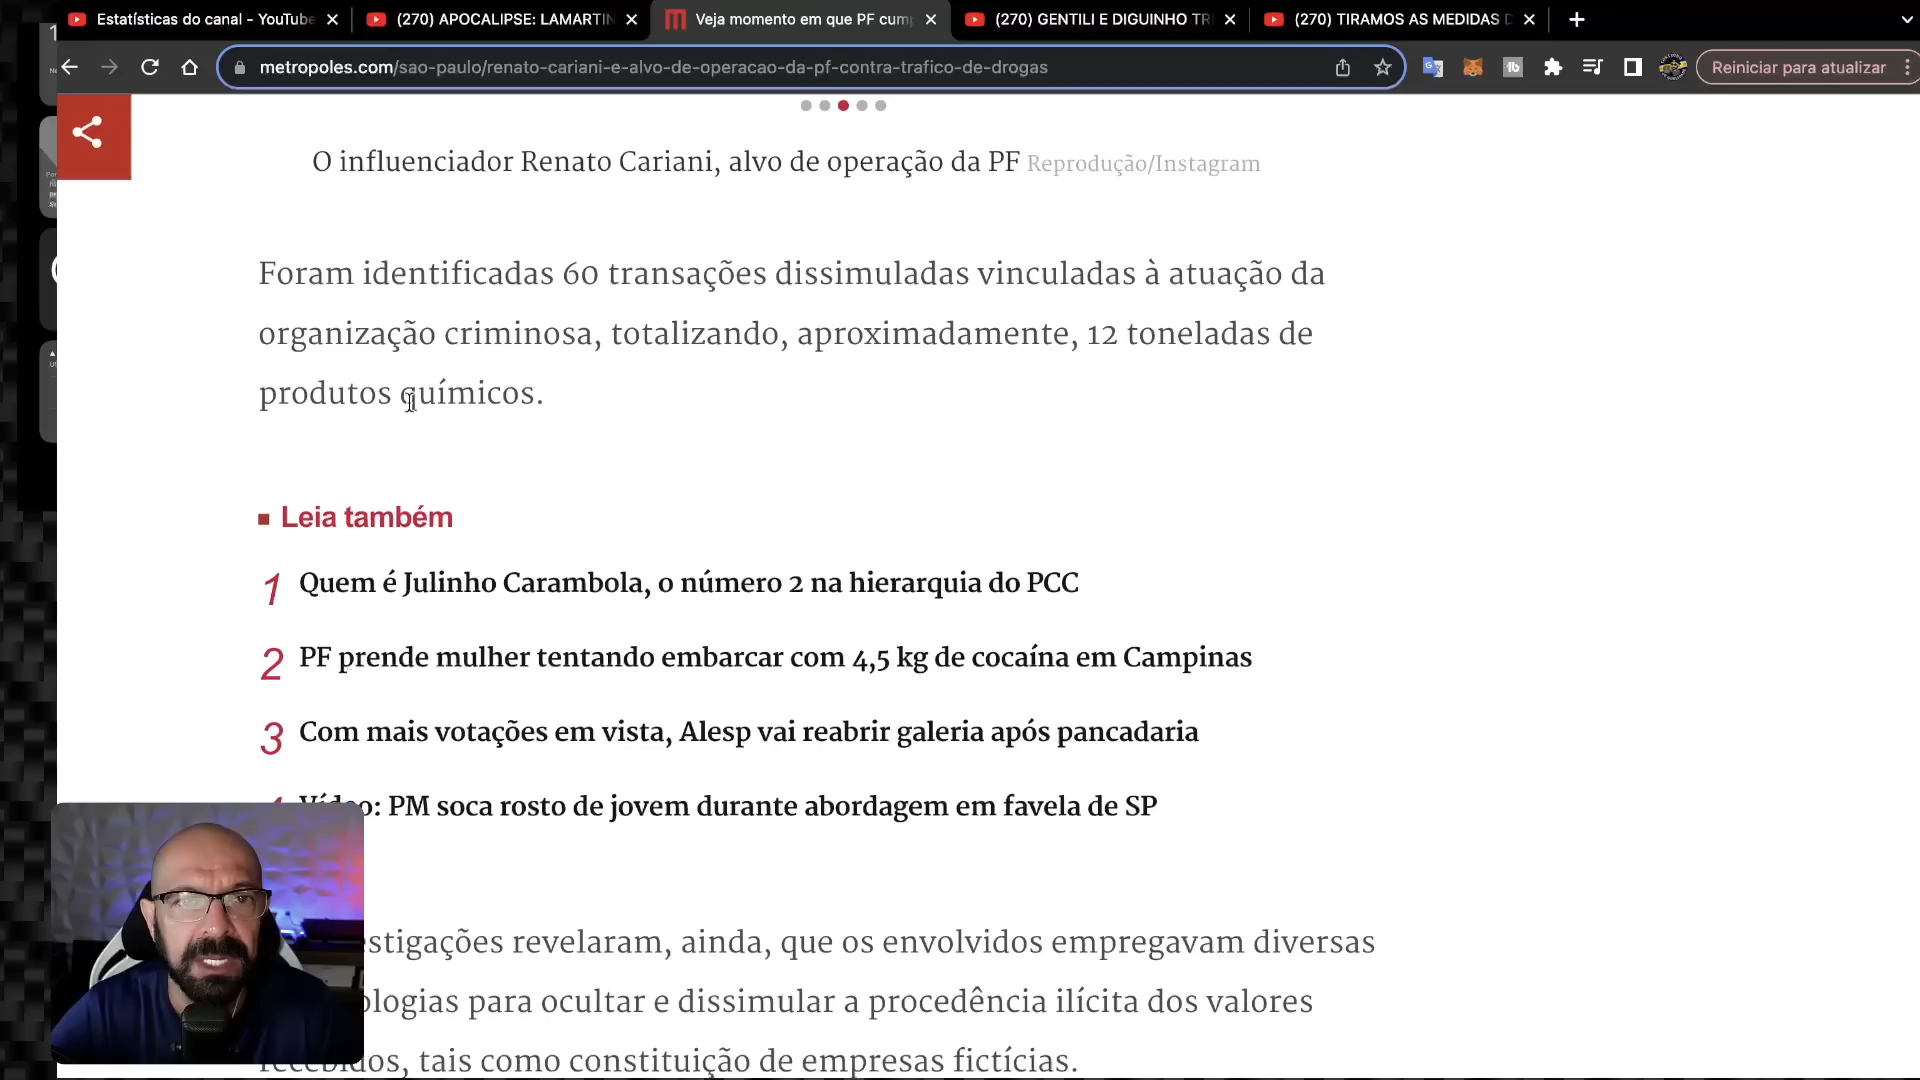 Estatísticas do canal - YouTube
(270) APOCALIPSE: LAMARTIN
Veja momento em que PF cum
(270) GENTILI E DIGUINHO TR
(270) TIRAMOS AS MEDIDAS D
metropoles.com/sao-paulo/renato-cariani-e-alvo-de-operacao-da-pf-contra-trafico-de-drogas
Reiniciar para atualizar
O influenciador Renato Cariani, alvo de operação da PF Reprodução/Instagram
Foram identificadas 60 transações dissimuladas vinculadas à atuação da
organização criminosa, totalizando, aproximadamente, 12 toneladas de
produtos químicos.
Leia também
1 Quem é Julinho Carambola, o número 2 na hierarquia do PCC
2 PF prende mulher tentando embarcar com 4,5 kg de cocaína em Campinas
3 Com mais votações em vista, Alesp vai reabrir galeria após pancadaria
4 Vídeo: PM soca rosto de jovem durante abordagem em favela de SP
estigações revelaram, ainda, que os envolvidos empregavam diversas
ologias para ocultar e dissimular a procedência ilícita dos valores
recebidos, tais como constituição de empresas fictícias.